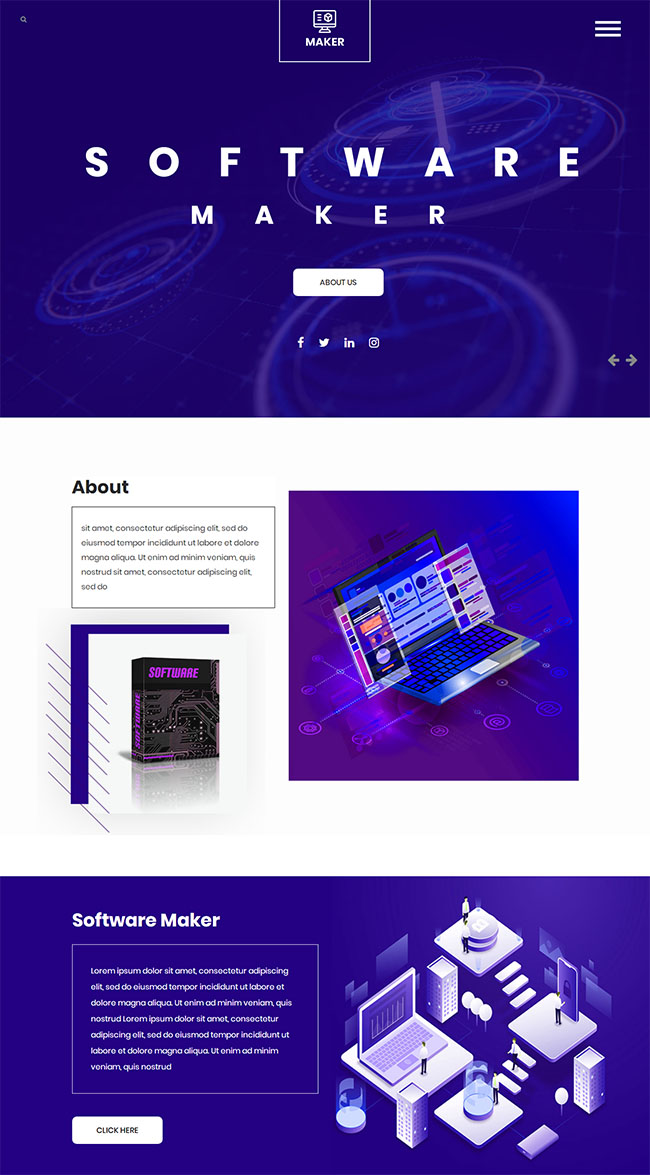 MAKER
SOFTWARE
MAKER
ABOUT US
About
sit amet, consectetur adipiscing elit, sed do
eiusmod tempor incididunt ut labore et dolore
magna aliqua. Ut enim ad minim veniam, quis
nostrud sit amet, consectetur adipiscing elit,
sed do
SOFTWARE
SOFTWARE
Software Maker
Lorem ipsum dolor sit amet, consectetur adipiscing
elit, sed do eiusmod tempor incididunt ut labore et
dolore magna aliqua. Ut enim ad minim veniam, quis
nostrud Lorem ipsum dolor sit amet, consectetur
adipiscing elit, sed do eiusmod tempor incididunt ut
labore et dolore magna aliqua. Ut enim ad minim
veniam, quis nostrud
CLICK HERE